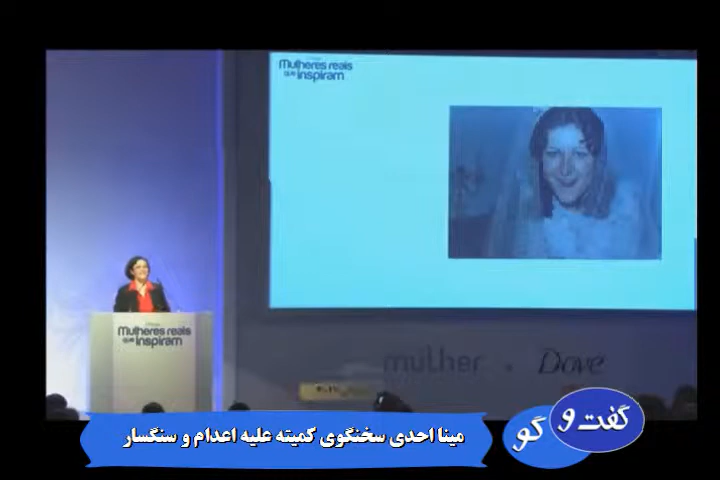 Mulheres reais
que inspiram
Mulheres reais
que inspiram
mulher . Dove
مینا احدی سخنگوی کمیته علیه اعدام و سنگسار
گفت و گو